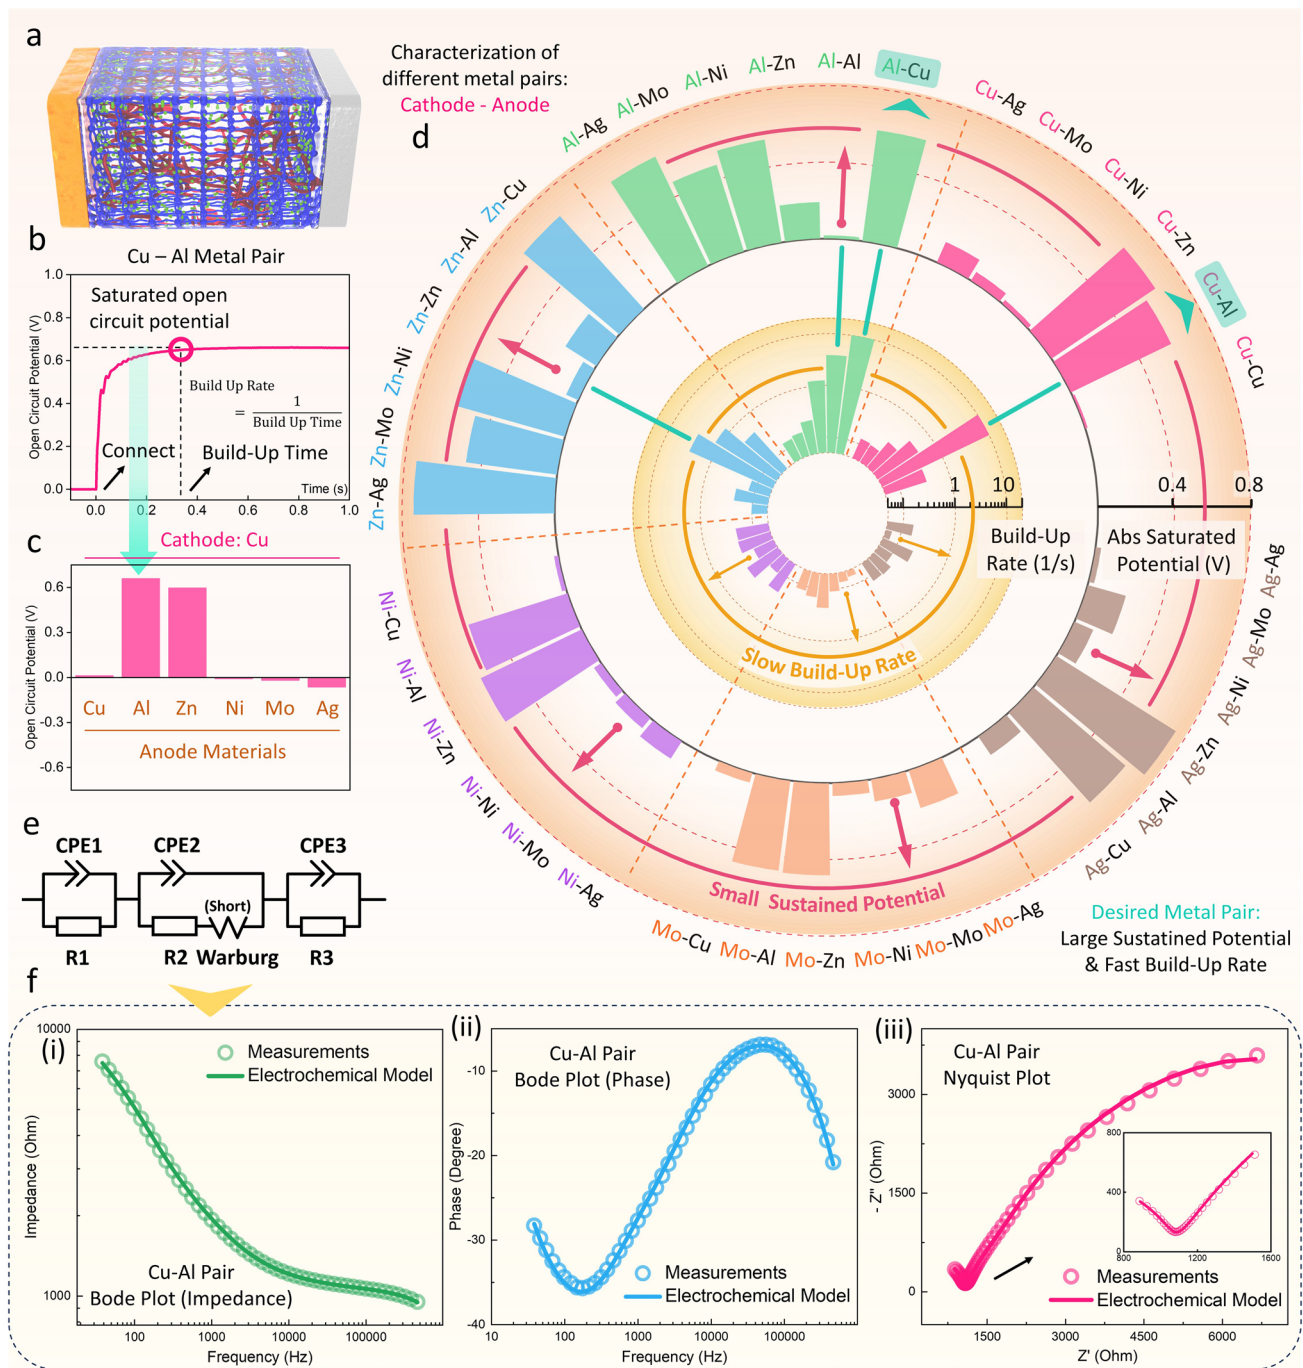 a
b
Cu – Al Metal Pair
Open Circuit Potential (V)
1.0
0.8
0.6
0.4
0.2
0.0
Saturated open
circuit potential
Build Up Rate
= 1
Build Up Time
Connect
Build-Up Time
Time (s)
0.0 0.2 0.4 0.6 0.8 1.0
c
Cathode: Cu
Open Circuit Potential (V)
0.6
0.3
0.0
-0.3
-0.6
Cu Al Zn Ni Mo Ag
Anode Materials
Characterization of
different metal pairs:
Cathode - Anode
d
Al-Ag
Al-Mo
Al-Ni
Al-Zn
Al-Al
Al-Cu
Cu-Ag
Cu-Mo
Cu-Ni
Cu-Zn
Cu-Al
Cu-Cu
Ag-Ag
Ag-Mo
Ag-Ni
Ag-Zn
Ag-Al
Ag-Cu
Mo-Ag
Mo-Mo
Mo-Ni
Mo-Zn
Mo-Al
Mo-Cu
Ni-Ag
Ni-Mo
Ni-Ni
Ni-Zn
Ni-Al
Ni-Cu
Zn-Ag
Zn-Mo
Zn-Ni
Zn-Zn
Zn-Al
Zn-Cu
1 10
Build-Up
Rate (1/s)
0.4 0.8
Abs Saturated
Potential (V)
Slow Build-Up Rate
Small Sustained Potential
Desired Metal Pair:
Large Sustatined Potential
& Fast Build-Up Rate
e
CPE1 CPE2 CPE3
(Short)
R1 R2 Warburg R3
f
(i)
Measurements
Electrochemical Model
Cu-Al Pair
Bode Plot (Impedance)
Impedance (Ohm)
10000
1000
100 1000 10000 100000
Frequency (Hz)
(ii)
Cu-Al Pair
Bode Plot (Phase)
Measurements
Electrochemical Model
Phase (Degree)
-10
-20
-30
-40
10 100 1000 10000 100000
Frequency (Hz)
(iii)
Cu-Al Pair
Nyquist Plot
800
400
0
800 1200 1600
Measurements
Electrochemical Model
- Z'' (Ohm)
3000
1500
0
1500 3000 4500 6000
Z' (Ohm)